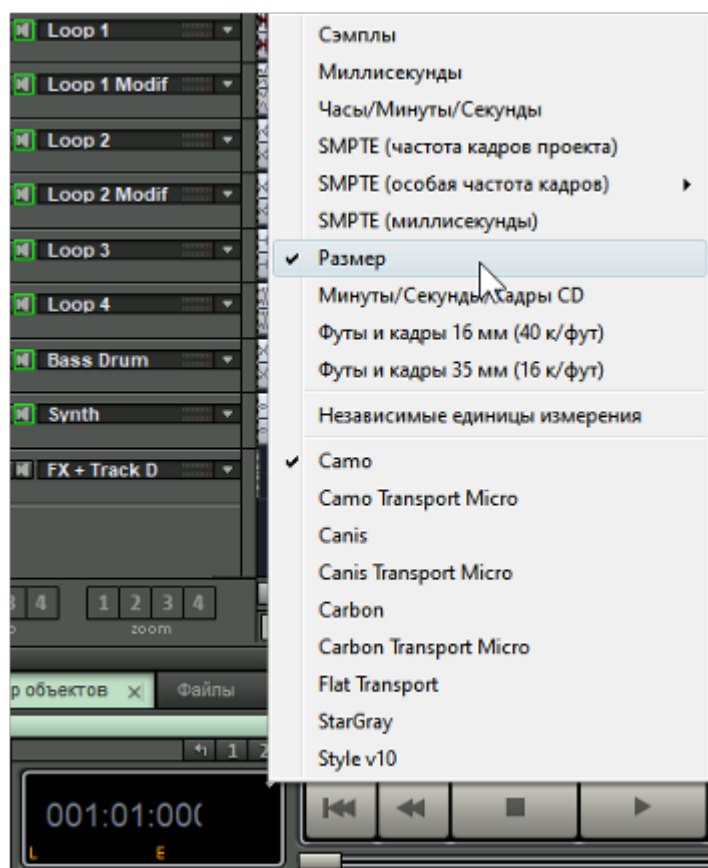 Loop 1
Loop 1 Modif
Loop 2
Loop 2 Modif
Loop 3
Loop 4
Bass Drum
Synth
FX + Track D
4
1 2 3 4
zoom
р объектов
Файлы
1 2
001:01:00
L E
Сэмплы
Миллисекунды
Часы/Минуты/Секунды
SMPTE (частота кадров проекта)
SMPTE (особая частота кадров)
SMPTE (миллисекунды)
Размер
Минуты/Секунды/Кадры CD
Футы и кадры 16 мм (40 к/фут)
Футы и кадры 35 мм (16 к/фут)
Независимые единицы измерения
Camo
Camo Transport Micro
Canis
Canis Transport Micro
Carbon
Carbon Transport Micro
Flat Transport
StarGray
Style v10